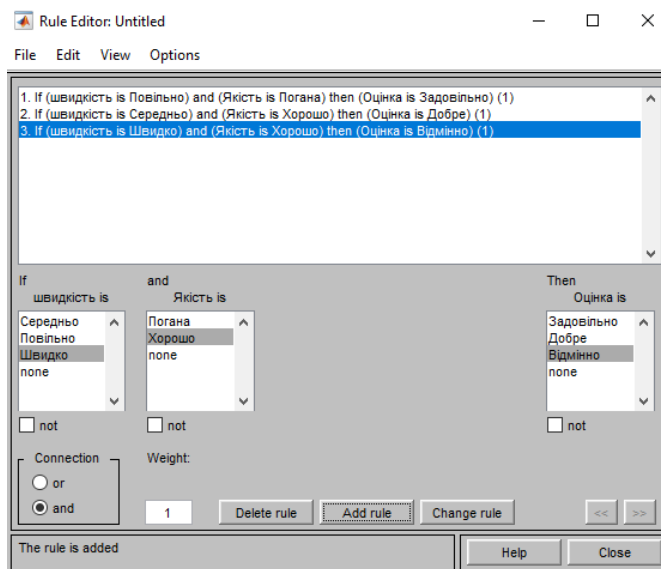 Rule Editor: Untitled
File Edit View Options
1. If (швидкість is Повільно) and (Якість is Погана) then (Оцінка is Задовільно) (1)
2. If (швидкість is Середньо) and (Якість is Хорошо) then (Оцінка is Добре) (1)
3. If (швидкість is Швидко) and (Якість is Хорошо) then (Оцінка is Відмінно) (1)
If and Then
швидкість is Якість is Оцінка is
Середньо Погана Задовільно
Повільно Хорошо Добре
Швидко none Відмінно
none none
not not not
Connection Weight:
or
and 1 Delete rule Add rule Change rule << >>
The rule is added Help Close